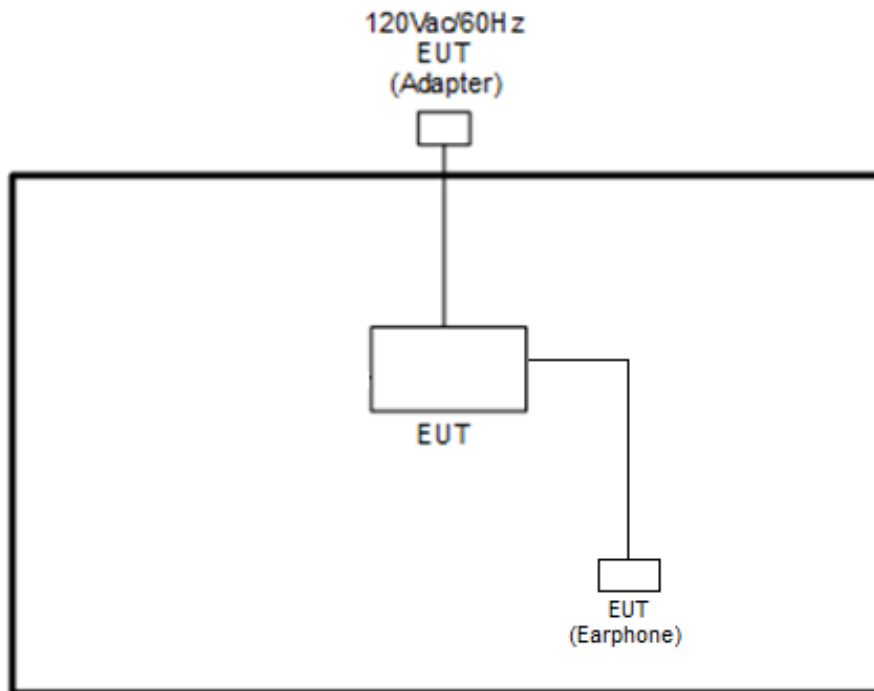 120Vac/60Hz
EUT
(Adapter)
EUT
EUT
(Earphone)